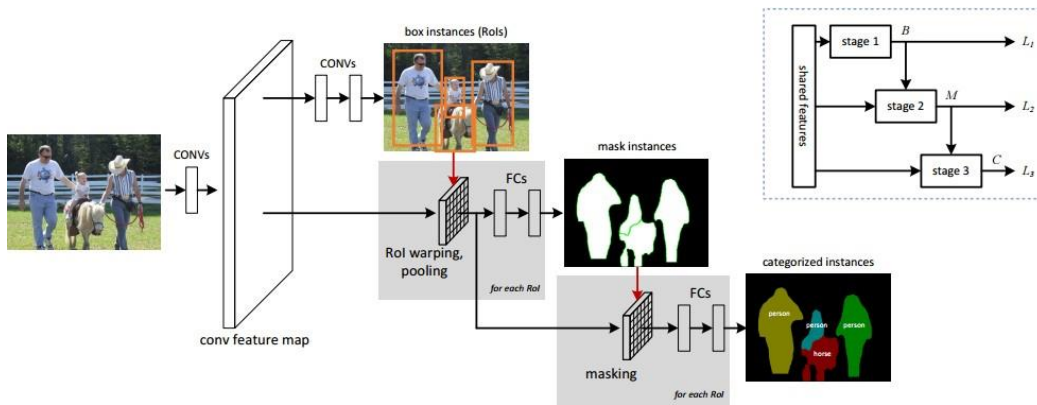 box instances (RoIs)
CONVs
CONVs
conv feature map
RoI warping,
pooling
FCs
for each RoI
mask instances
masking
FCs
for each RoI
categorized instances
person
person
person
horse
shared features
stage 1
B
L1
stage 2
M
L2
stage 3
C
L3